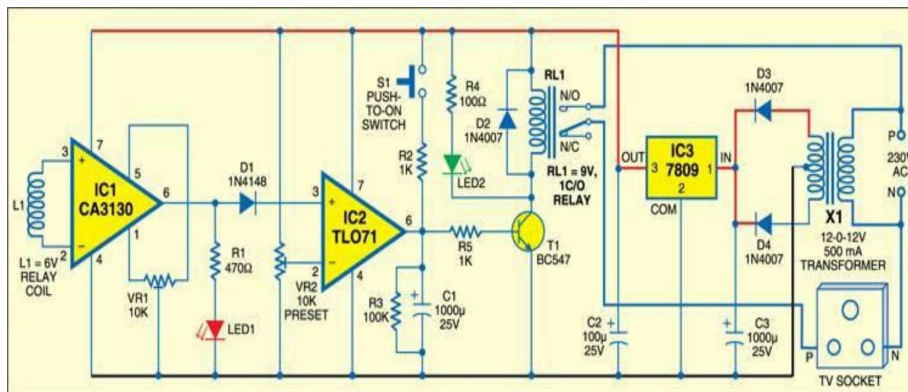 L1
L1 = 6V
RELAY
COIL
3
+
2
−
7
4
5
1
6
IC1
CA3130
VR1
10K
D1
1N4148
R1
470Ω
LED1
VR2
10K
PRESET
3
+
2
−
7
4
6
IC2
TLO71
S1
PUSH-
TO-ON
SWITCH
R2
1K
R3
100K
+
C1
1000µ
25V
R4
100Ω
LED2
R5
1K
D2
1N4007
T1
BC547
RL1
N/O
N/C
RL1 = 9V,
1C/O
RELAY
OUT
3
IC3
7809
1
IN
2
COM
+
C2
100µ
25V
+
C3
1000µ
25V
D3
1N4007
D4
1N4007
X1
12-0-12V
500 mA
TRANSFORMER
P
230V
AC
N
P
N
TV SOCKET